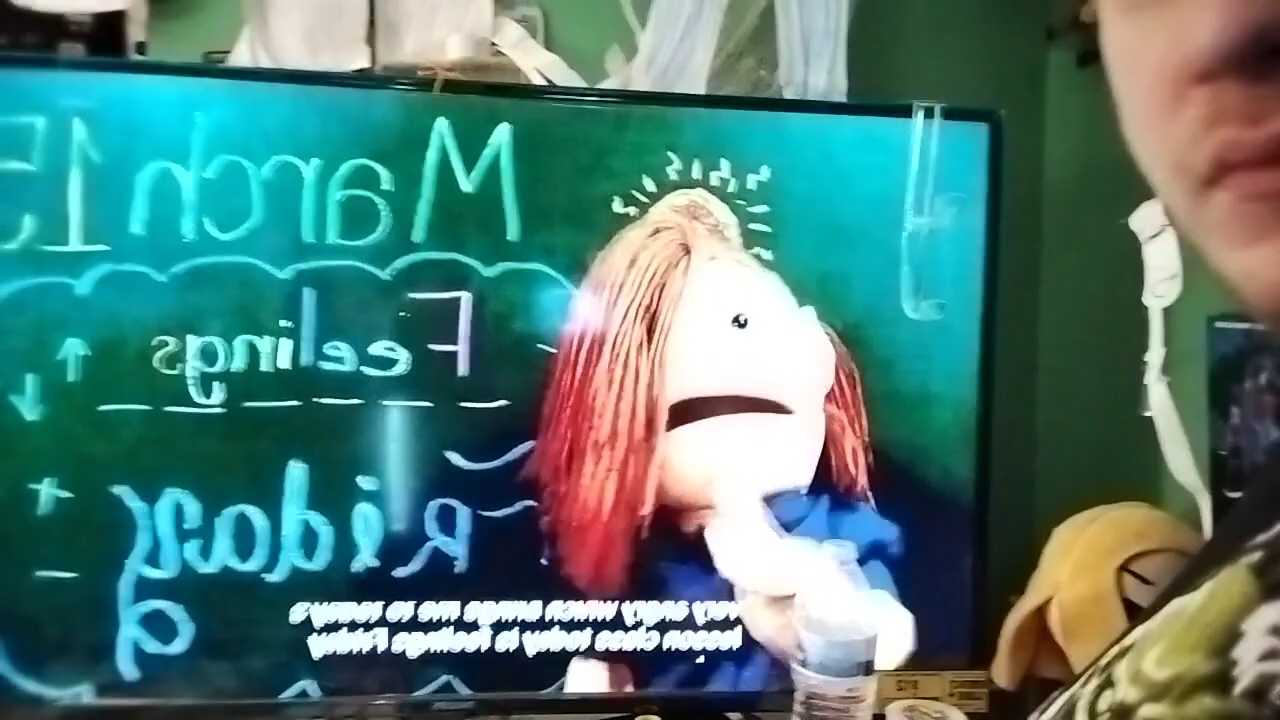 March 15
Feelings
Friday
very angry which brings me to today's
lesson class today is feelings Friday